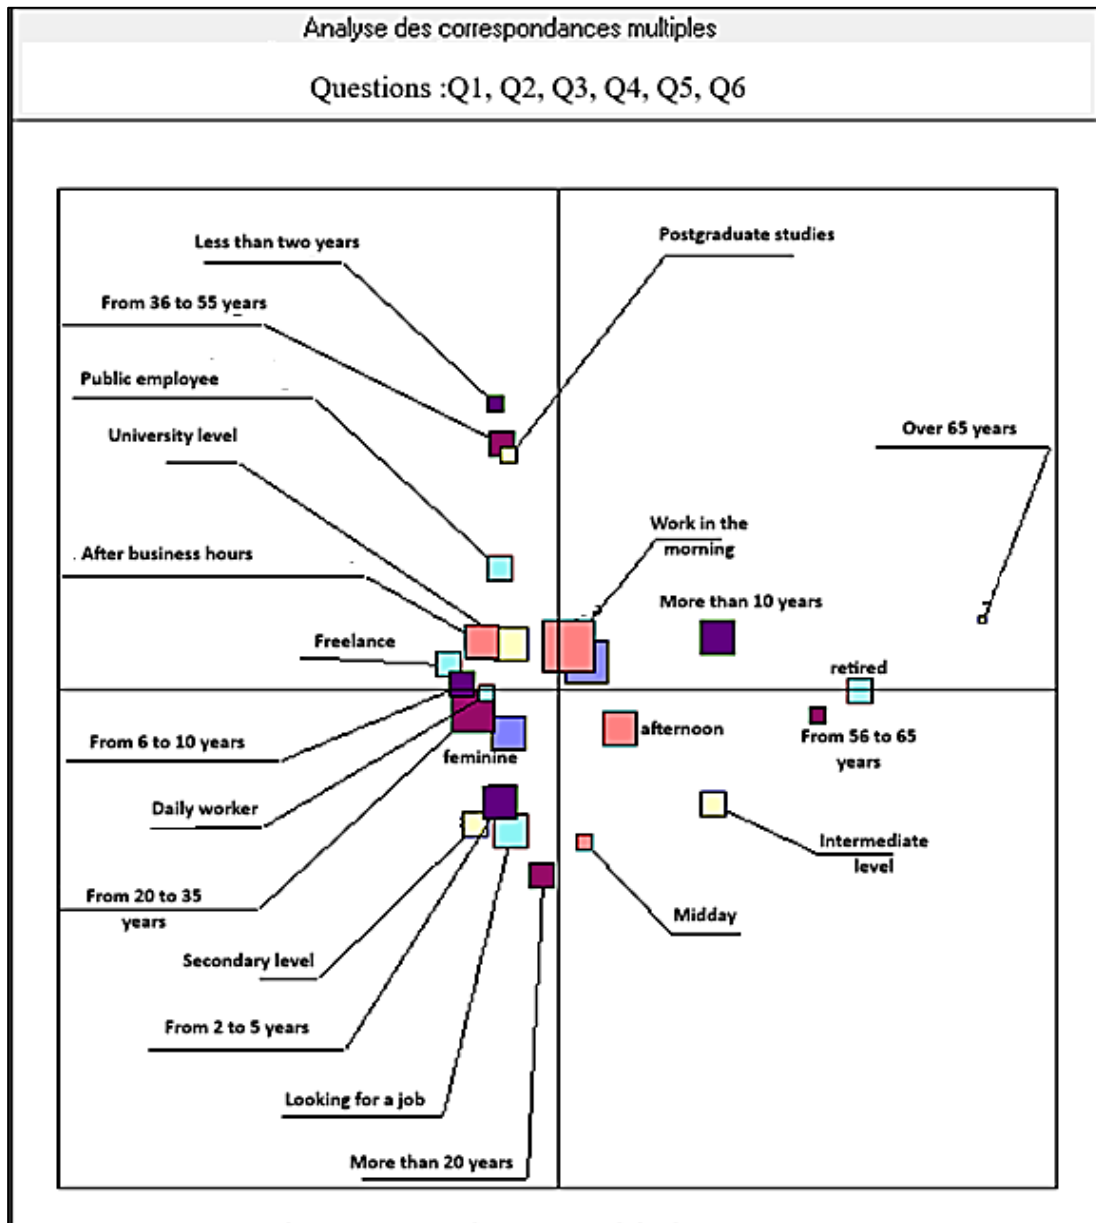 Analyse des correspondances multiples
Questions :Q1, Q2, Q3, Q4, Q5, Q6
Less than two years
Postgraduate studies
From 36 to 55 years
Public employee
University level
Over 65 years
Work in the
morning
After business hours
More than 10 years
Freelance
retired
From 6 to 10 years
feminine
afternoon
From 56 to 65
years
Daily worker
Intermediate
level
From 20 to 35
years
Midday
Secondary level
From 2 to 5 years
Looking for a job
More than 20 years